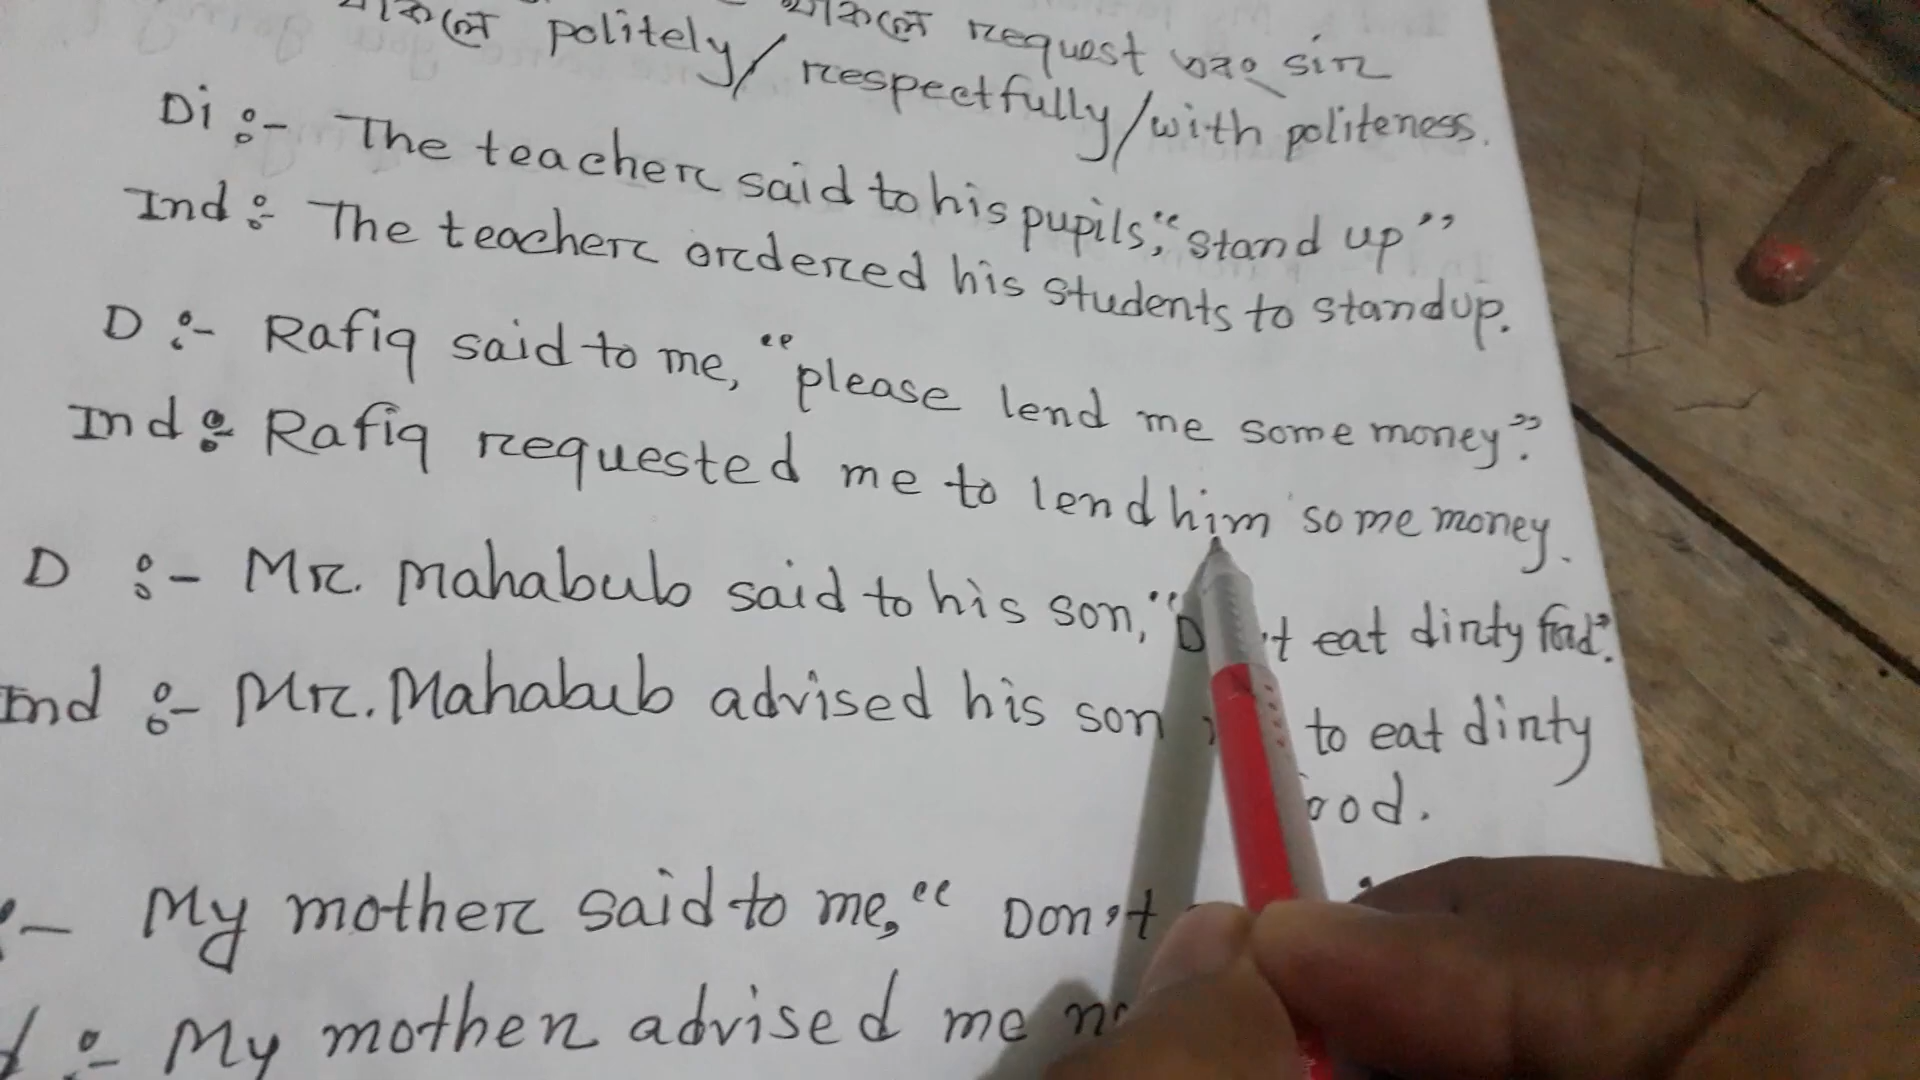 থাকলে politely/ থাকলে request এবং sir
respectfully/with politeness.
Di :- The teacher said to his pupils, "stand up"
Ind :- The teacher ordered his students to standup.
D :- Rafiq said to me, "please lend me some money".
Ind :- Rafiq requested me to lend him some money.
D :- Mr. Mahabub said to his son, "D t eat dirty food".
Ind :- Mr. Mahabub advised his son to eat dirty
ood.
:- My mother said to me, " Don't
:- My mother advised me